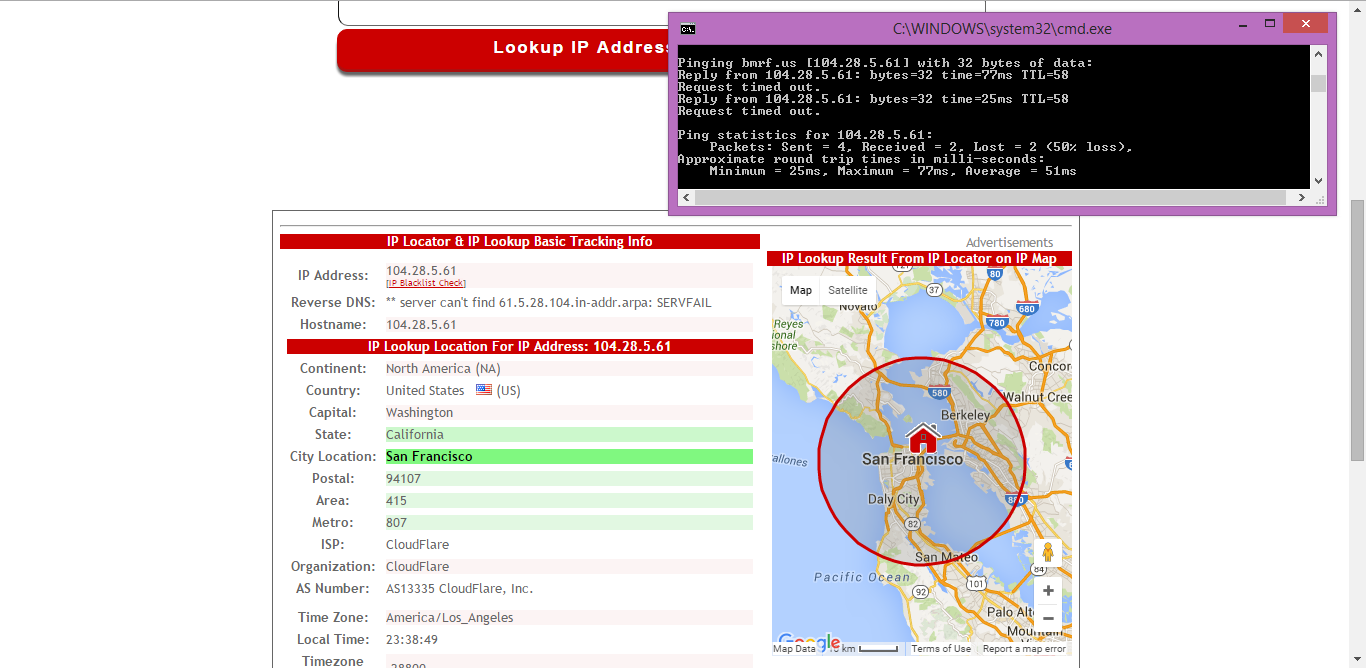 Lookup IP Address
C:\WINDOWS\system32\cmd.exe
Pinging bmrf.us [104.28.5.61] with 32 bytes of data:
Reply from 104.28.5.61: bytes=32 time=77ms TTL=58
Request timed out.
Reply from 104.28.5.61: bytes=32 time=25ms TTL=58
Request timed out.
Ping statistics for 104.28.5.61:
Packets: Sent = 4, Received = 2, Lost = 2 (50% loss),
Approximate round trip times in milli-seconds:
Minimum = 25ms, Maximum = 77ms, Average = 51ms
IP Locator & IP Lookup Basic Tracking Info
IP Address: 104.28.5.61
[IP Blacklist Check]
Reverse DNS: ** server can't find 61.5.28.104.in-addr.arpa: SERVFAIL
Hostname: 104.28.5.61
IP Lookup Location For IP Address: 104.28.5.61
Continent: North America (NA)
Country: United States (US)
Capital: Washington
State: California
City Location: San Francisco
Postal: 94107
Area: 415
Metro: 807
ISP: CloudFlare
Organization: CloudFlare
AS Number: AS13335 CloudFlare, Inc.
Time Zone: America/Los_Angeles
Local Time: 23:38:49
Timezone
-28800
Advertisements
IP Lookup Result From IP Locator on IP Map
Map Satellite
121
80
37
Novato
680
780
Reyes
ional
shore
Concor
580
Walnut Cree
Berkeley
San Francisco
allones
Daly City
880
82
San Mateo
Pacific Ocean
84
101
92
+
Palo Alt
−
Mountain
Google
Map Data 10 km Terms of Use Report a map error